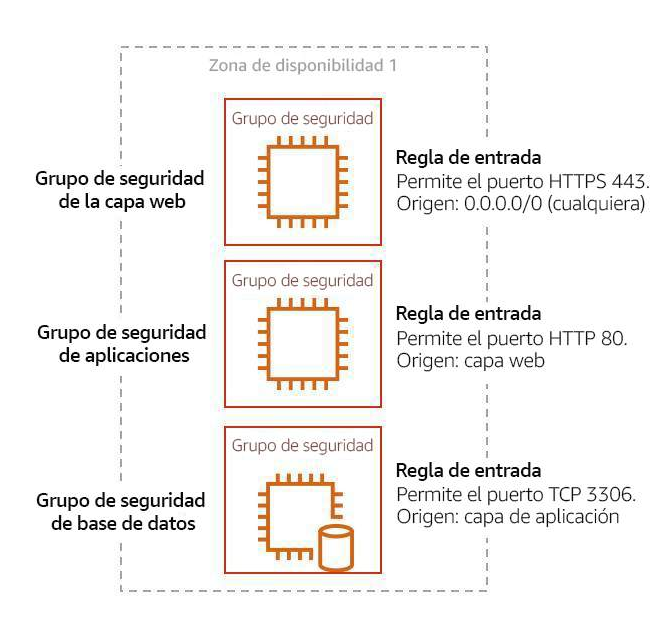 Zona de disponibilidad 1
Grupo de seguridad
Grupo de seguridad
de la capa web
Regla de entrada
Permite el puerto HTTPS 443.
Origen: 0.0.0.0/0 (cualquiera)
Grupo de seguridad
Grupo de seguridad
de aplicaciones
Regla de entrada
Permite el puerto HTTP 80.
Origen: capa web
Grupo de seguridad
Grupo de seguridad
de base de datos
Regla de entrada
Permite el puerto TCP 3306.
Origen: capa de aplicación